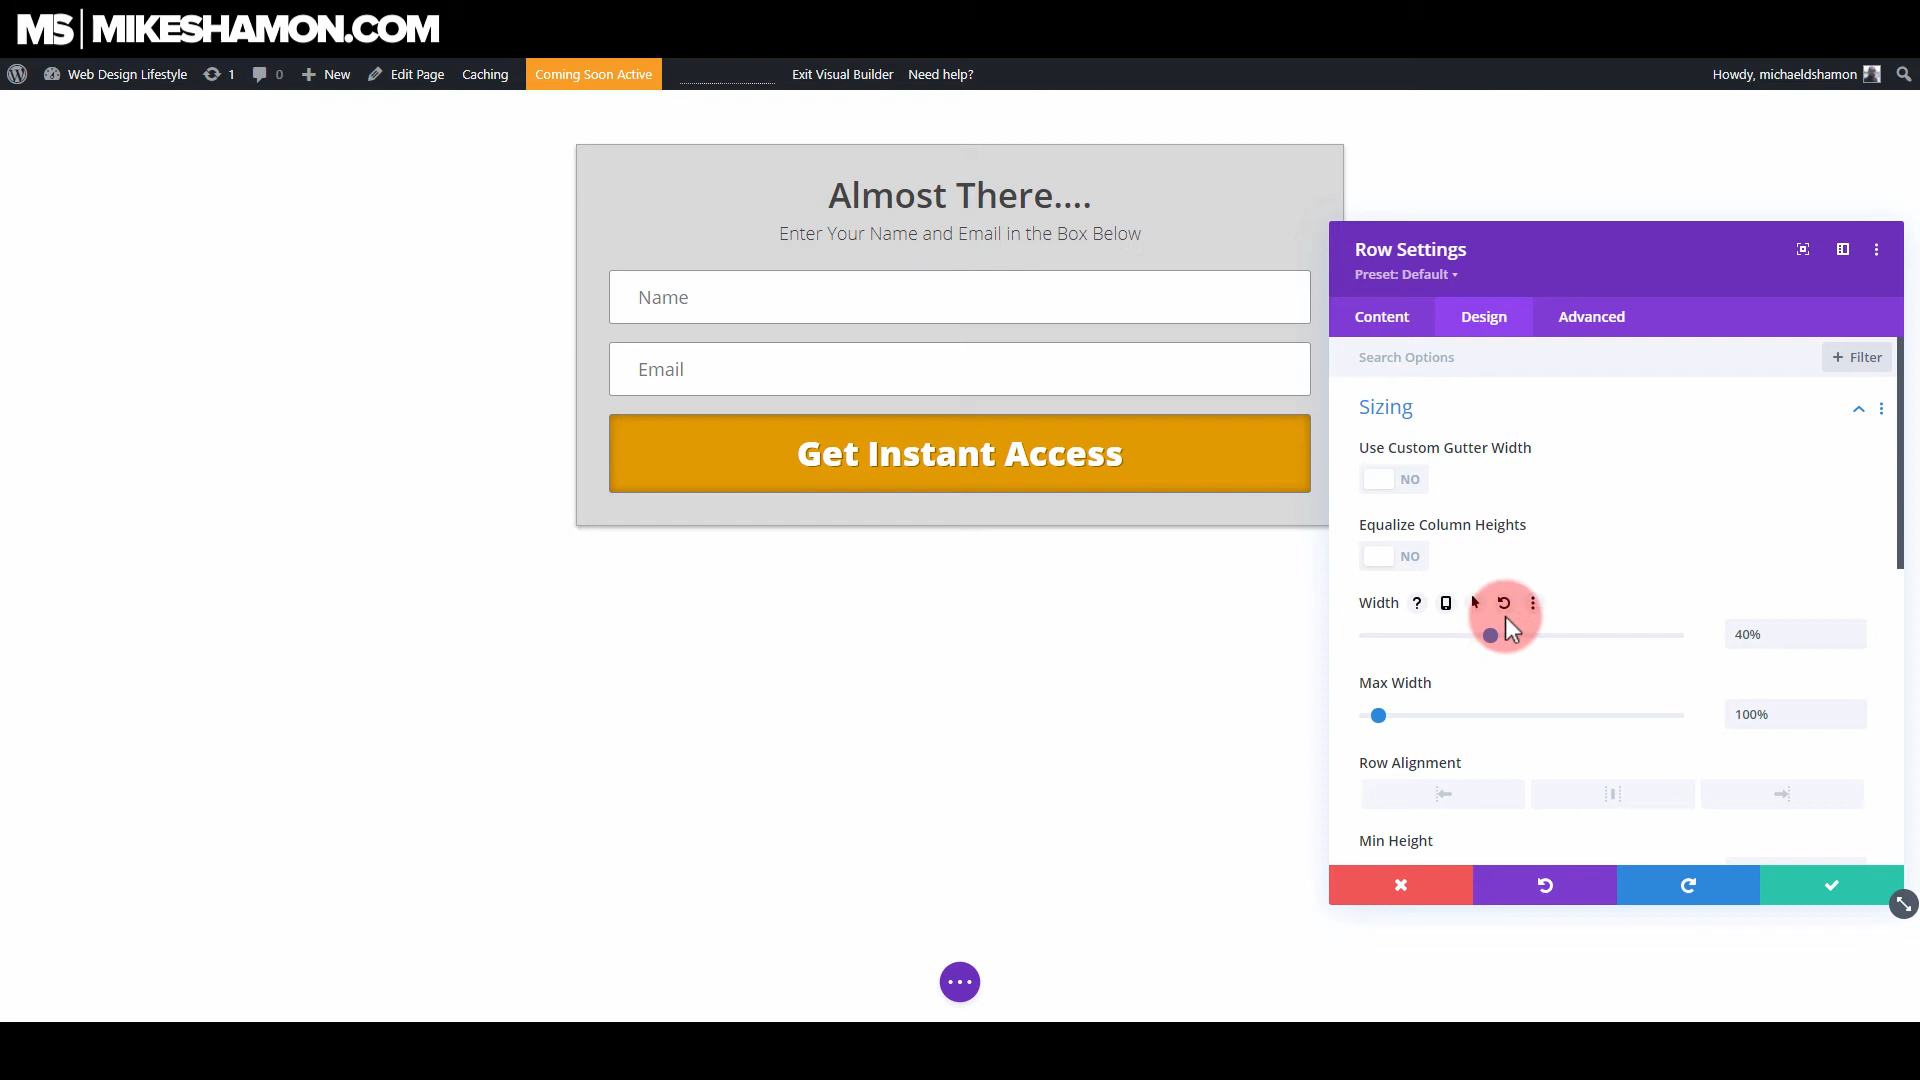 MS | MIKESHAMON.COM
Web Design Lifestyle 1 0 New Edit Page Caching Coming Soon Active Exit Visual Builder Need help? Howdy, michaeldshamon
Almost There....
Enter Your Name and Email in the Box Below
Name
Email
Get Instant Access
Row Settings
Preset: Default
Content Design Advanced
Search Options + Filter
Sizing
Use Custom Gutter Width
NO
Equalize Column Heights
NO
Width ?
40%
Max Width
100%
Row Alignment
Min Height